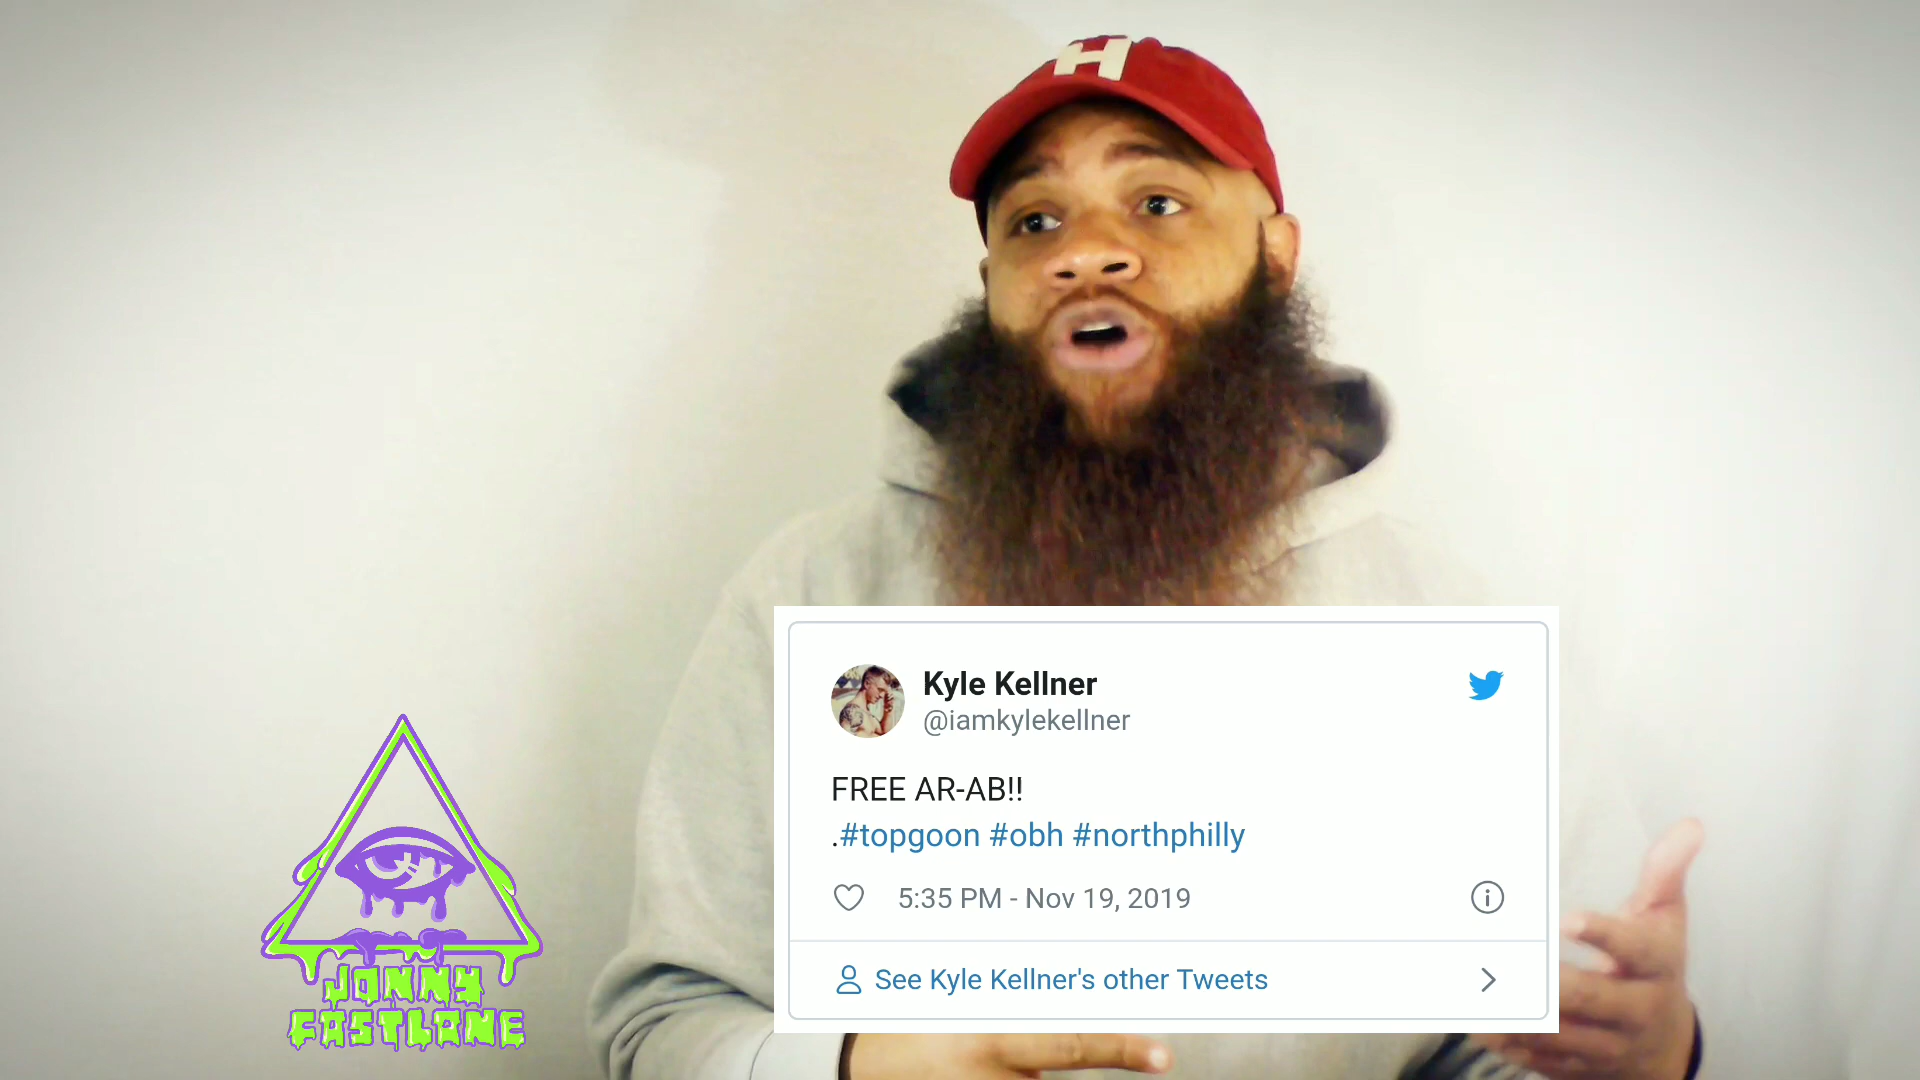 H
Kyle Kellner
@iamkylekellner
FREE AR-AB!!
.#topgoon #obh #northphilly
5:35 PM - Nov 19, 2019
See Kyle Kellner's other Tweets
JONNY
FASTLANE